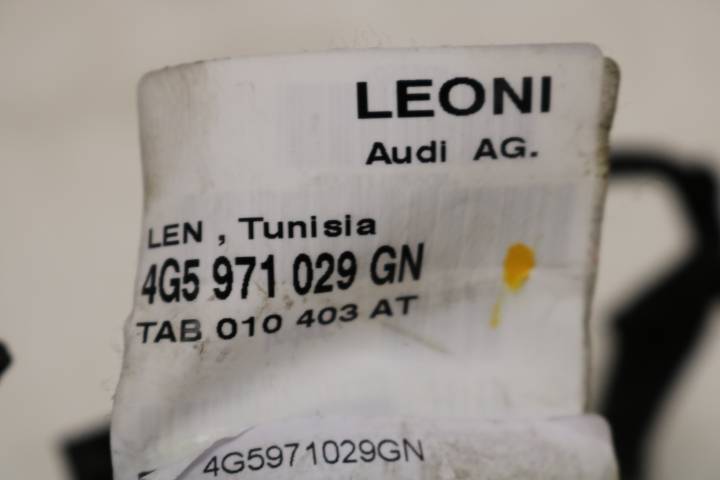 LEONI
Audi AG.
LEN , Tunisia
4G5 971 029 GN
TAB 010 403 AT
4G5971029GN